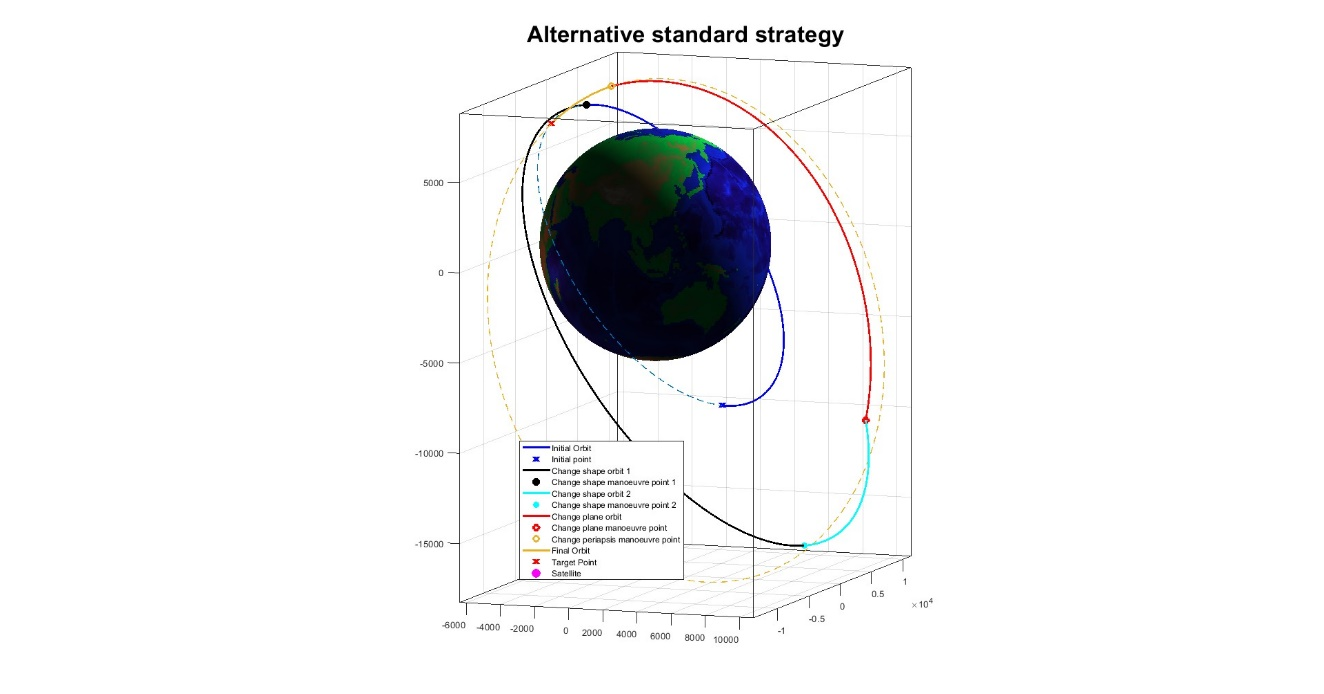 Alternative standard strategy
5000
0
-5000
-10000
-15000
Initial Orbit
Initial point
Change shape orbit 1
Change shape manoeuvre point 1
Change shape orbit 2
Change shape manoeuvre point 2
Change plane orbit
Change plane manoeuvre point
Change periapsis manoeuvre point
Final Orbit
Target Point
Satellite
-6000 -4000 -2000 0 2000 4000 6000 8000 10000
-1 -0.5 0 0.5 1
×10⁴